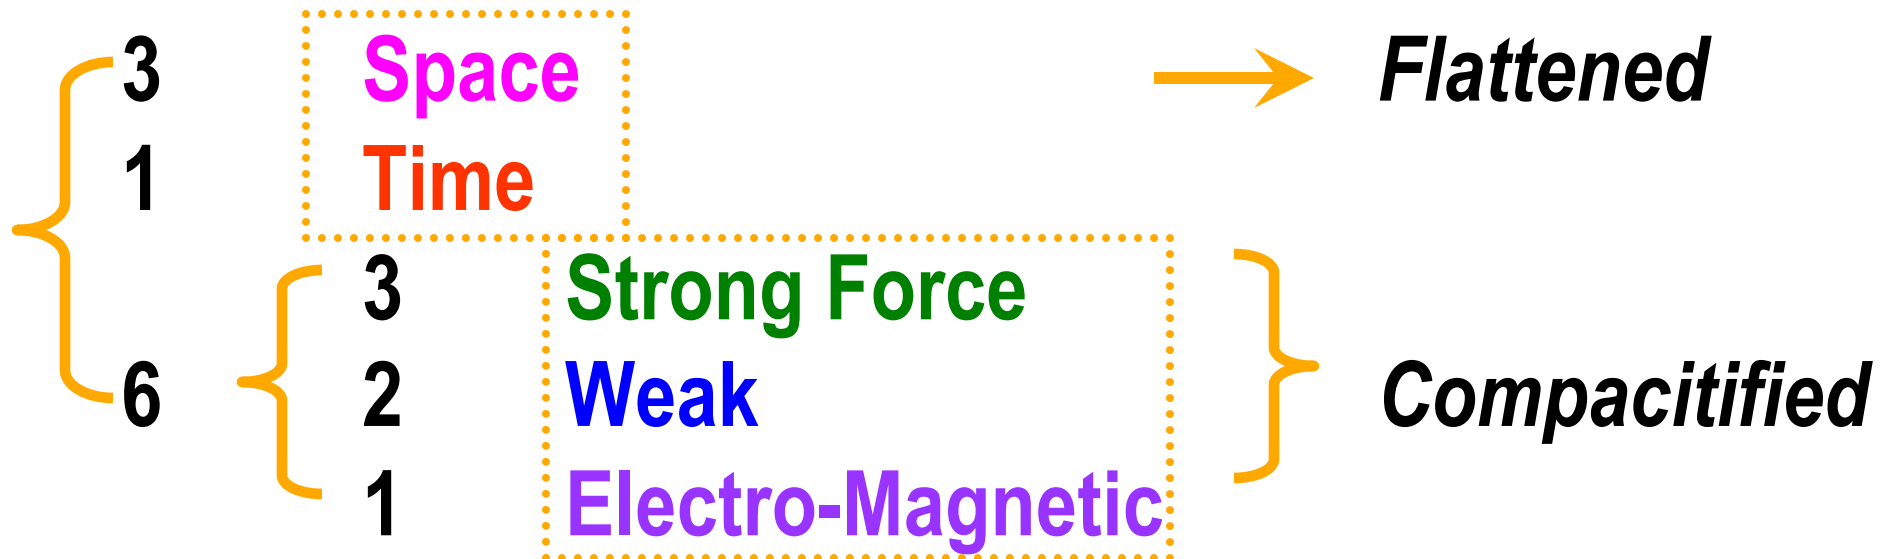 3 Space Flattened
1 Time
3 Strong Force
6 2 Weak Compacitified
1 Electro-Magnetic